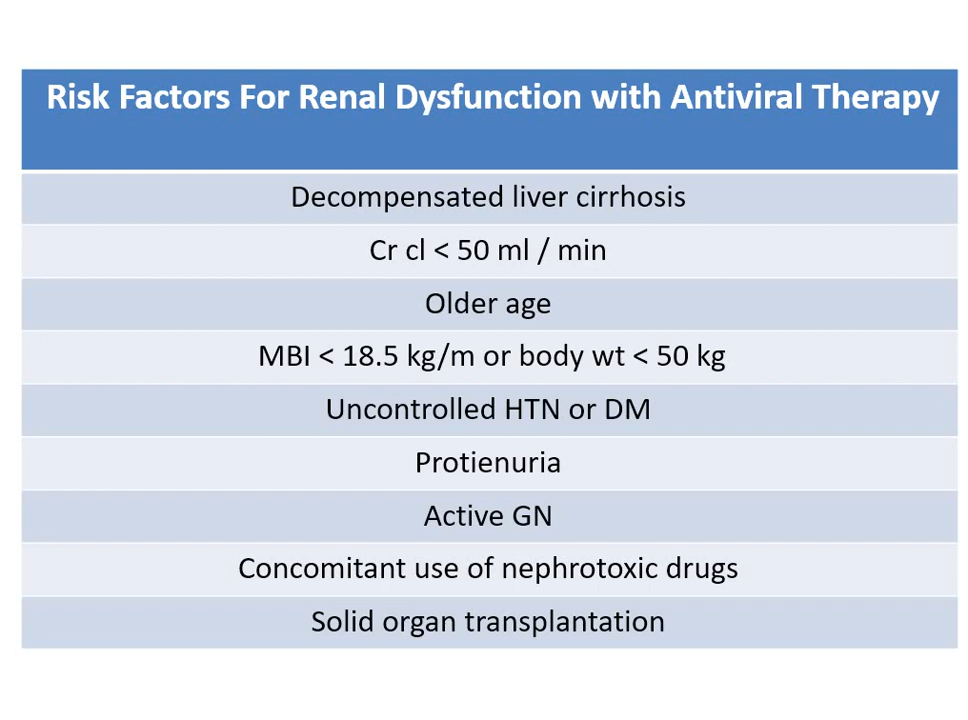 Risk Factors For Renal Dysfunction with Antiviral Therapy
Decompensated liver cirrhosis
Cr cl < 50 ml / min
Older age
MBI < 18.5 kg/m or body wt < 50 kg
Uncontrolled HTN or DM
Protienuria
Active GN
Concomitant use of nephrotoxic drugs
Solid organ transplantation